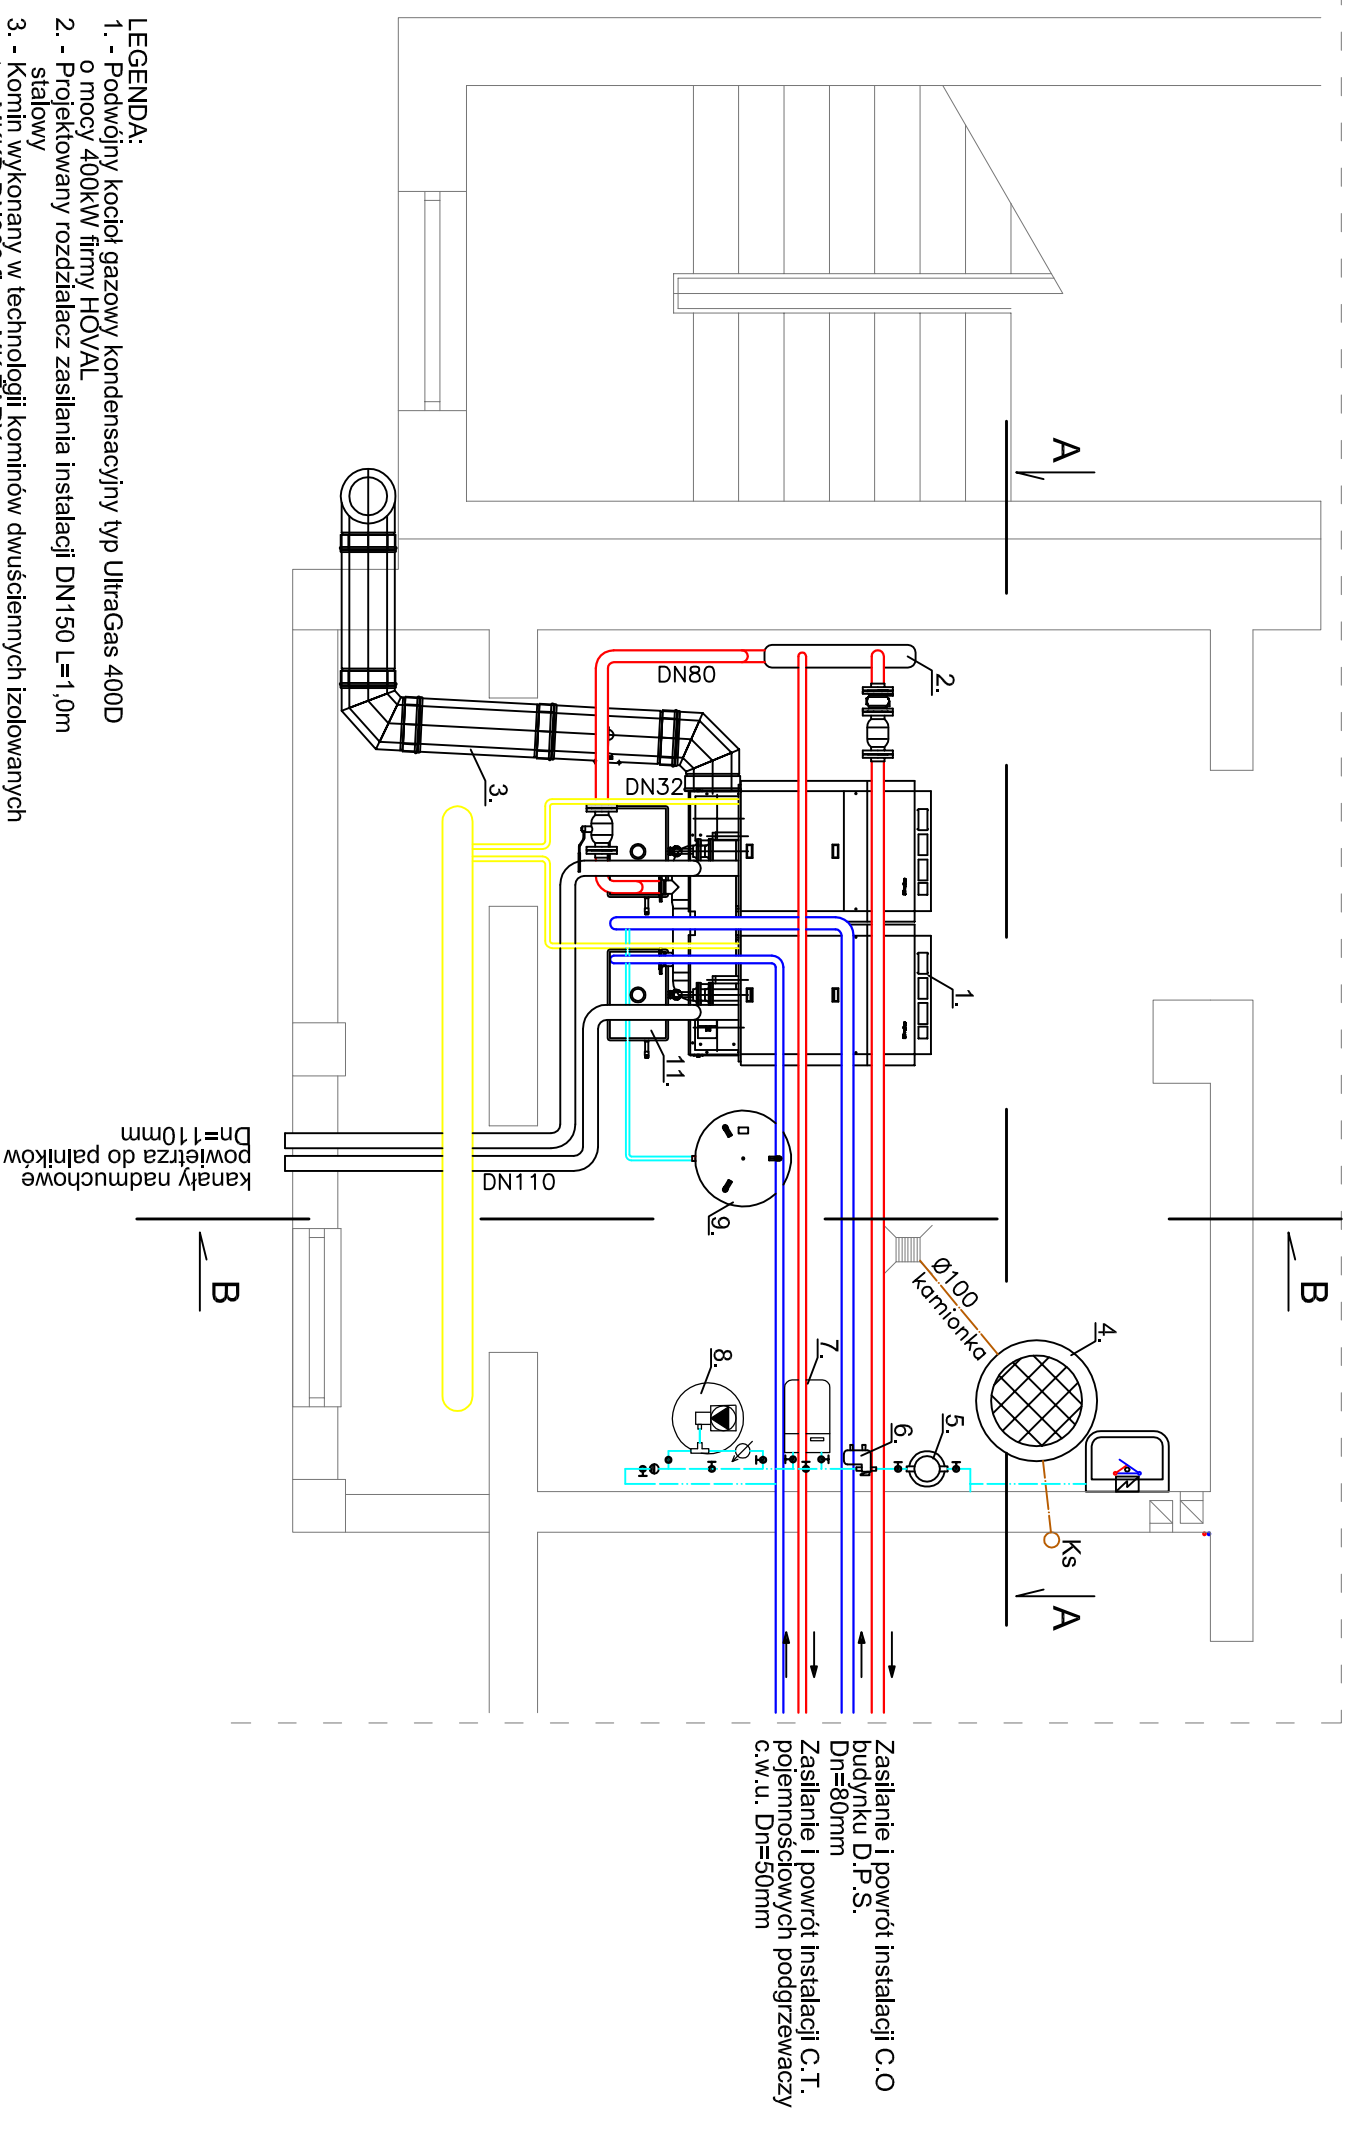 LEGENDA:
1. - Podwójny kocioł gazowy kondensacyjny typ UltraGas 400D
o mocy 400kW firmy HOVAL
2. - Projektowany rozdzialacz zasilania instalacji DN150 L=1,0m
stalowy
3. - Komin wykonany w technologii kominów dwuściennych izolowanych
A
A
B
B
DN80
DN32
DN110
1.
2.
3.
4.
5.
6.
7.
8.
9.
11.
Ø100
kamionka
Ks
kanały nadmuchowe
powietrza do palników
Dn=110mm
Zasilanie i powrót instalacji C.O
budynku D.P.S.
Dn=80mm
Zasilanie i powrót instalacji C.T.
pojemnościowych podgrzewaczy
c.w.u. Dn=50mm